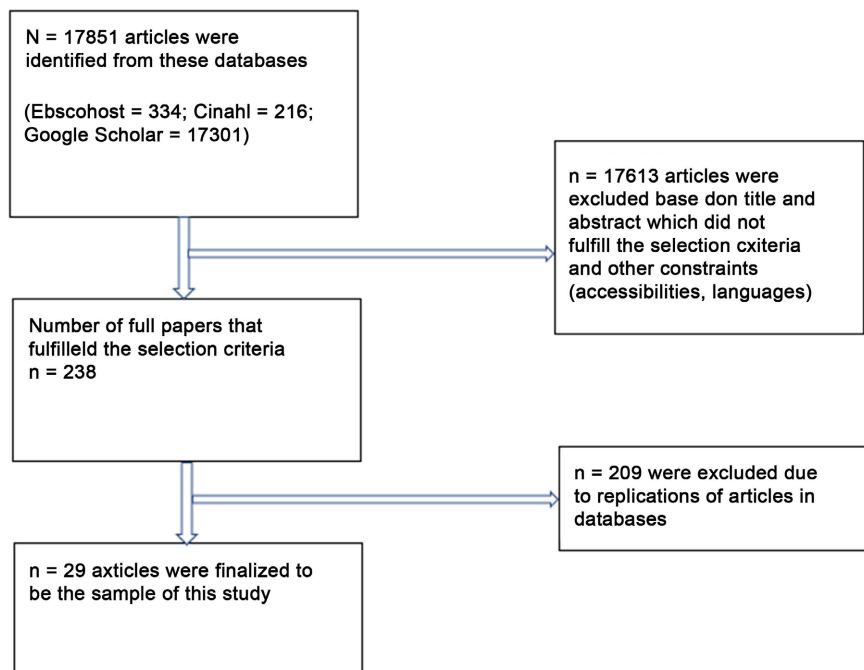 N = 17851 articles were
identified from these databases
(Ebscohost = 334; Cinahl = 216;
Google Scholar = 17301)
n = 17613 articles were
excluded base don title and
abstract which did not
fulfill the selection cxiteria
and other constraints
(accessibilities, languages)
Number of full papers that
fulfilleld the selection criteria
n = 238
n = 209 were excluded due
to replications of articles in
databases
n = 29 axticles were finalized to
be the sample of this study